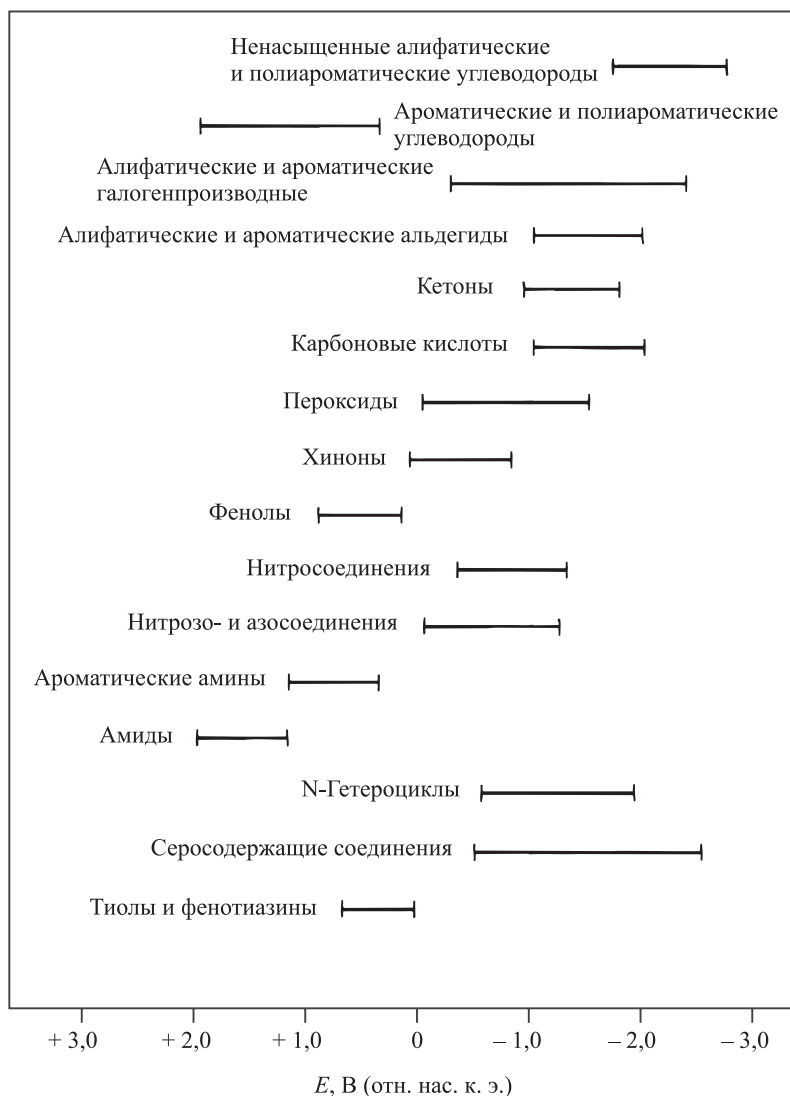 Ненасыщенные алифатические
и полиароматические углеводороды
Ароматические и полиароматические
углеводороды
Алифатические и ароматические
галогенпроизводные
Алифатические и ароматические альдегиды
Кетоны
Карбоновые кислоты
Пероксиды
Хиноны
Фенолы
Нитросоединения
Нитрозо- и азосоединения
Ароматические амины
Амиды
N-Гетероциклы
Серосодержащие соединения
Тиолы и фенотиазины
+ 3,0 + 2,0 + 1,0 0 – 1,0 – 2,0 – 3,0
E, В (отн. нас. к. э.)